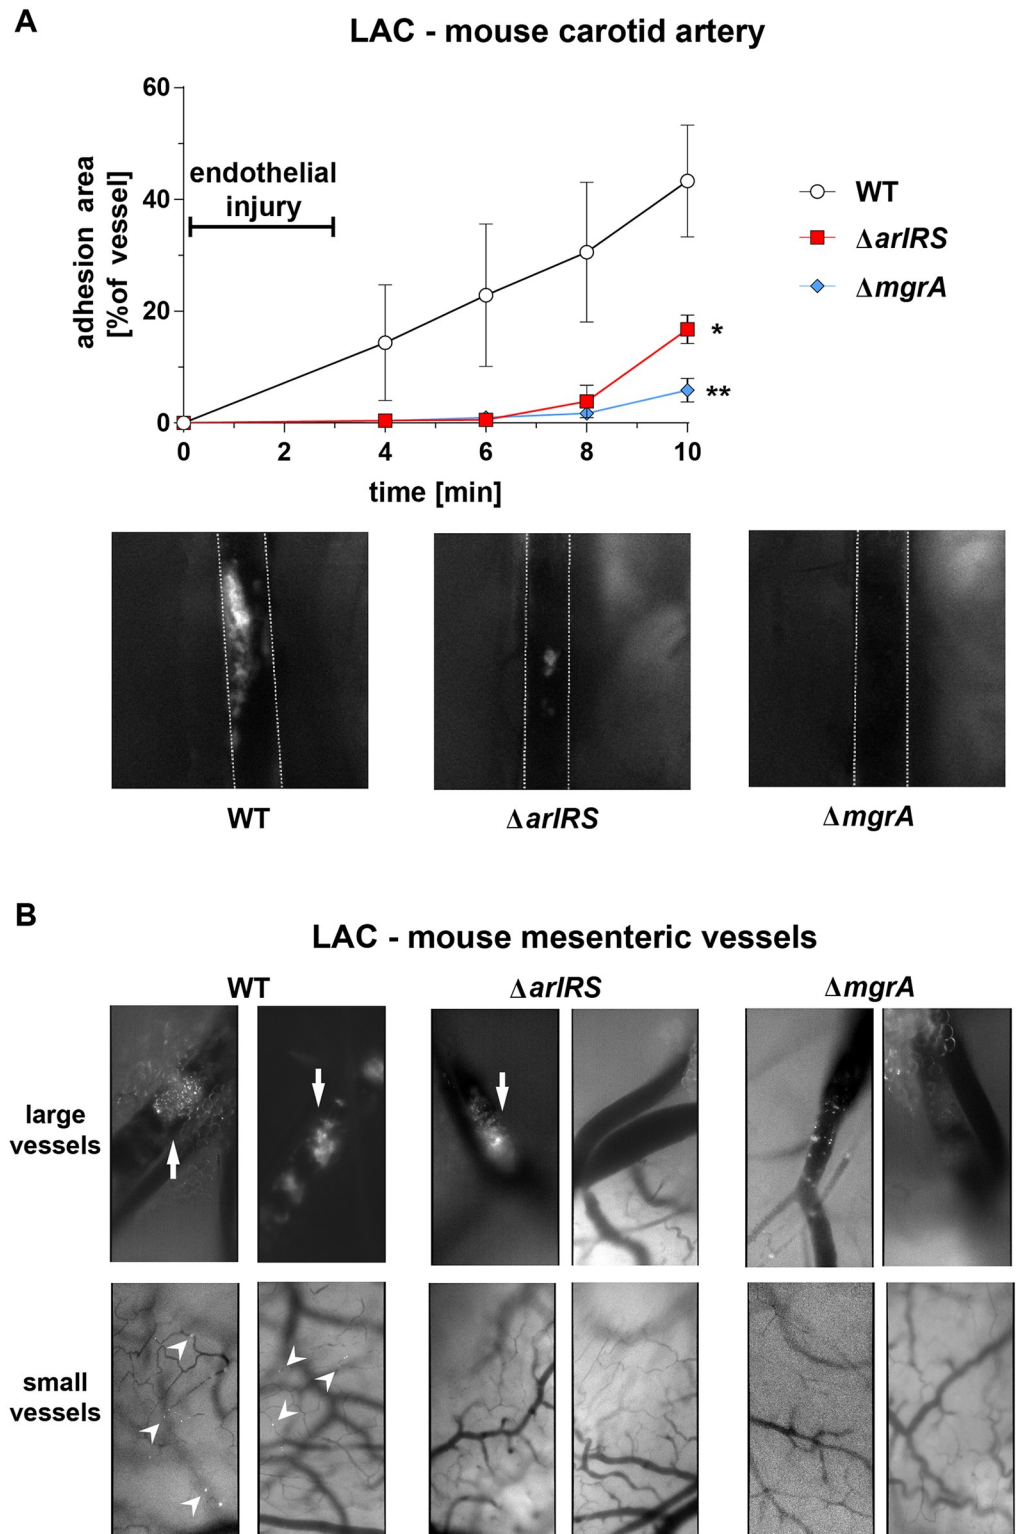 A
LAC - mouse carotid artery
60
40
20
0
adhesion area
[%of vessel]
endothelial
injury
WT
ΔarlRS
ΔmgrA
*
**
0 2 4 6 8 10
time [min]
WT ΔarlRS ΔmgrA
B
LAC - mouse mesenteric vessels
WT ΔarlRS ΔmgrA
large
vessels
small
vessels